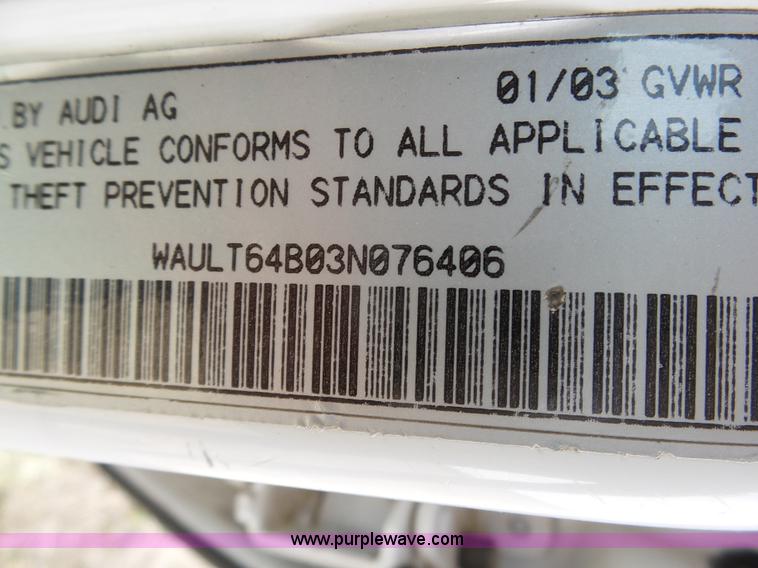 BY AUDI AG 01/03 GVWR
S VEHICLE CONFORMS TO ALL APPLICABLE
THEFT PREVENTION STANDARDS IN EFFECT
WAULT64B03N076406
www.purplewave.com